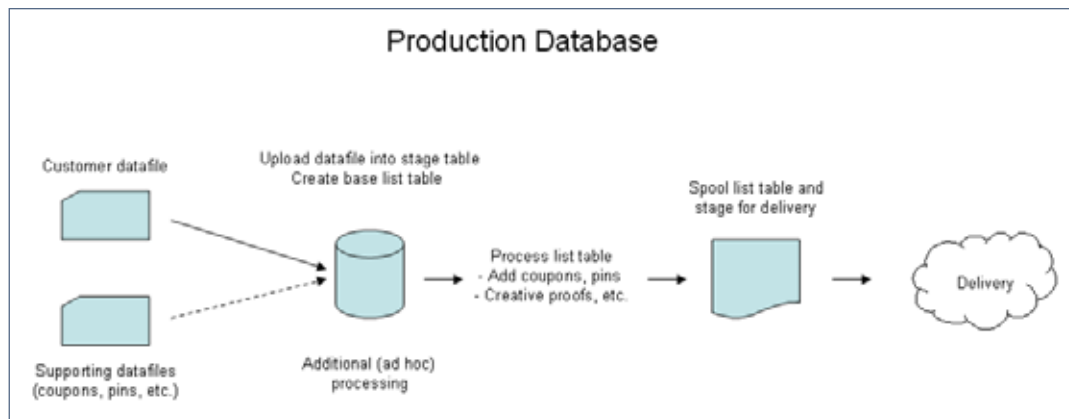 Production Database
Customer datafile
Upload datafile into stage table
Create base list table
Spool list table and
stage for delivery
Process list table
- Add coupons, pins
- Creative proofs, etc.
Delivery
Supporting datafiles
(coupons, pins, etc.)
Additional (ad hoc)
processing